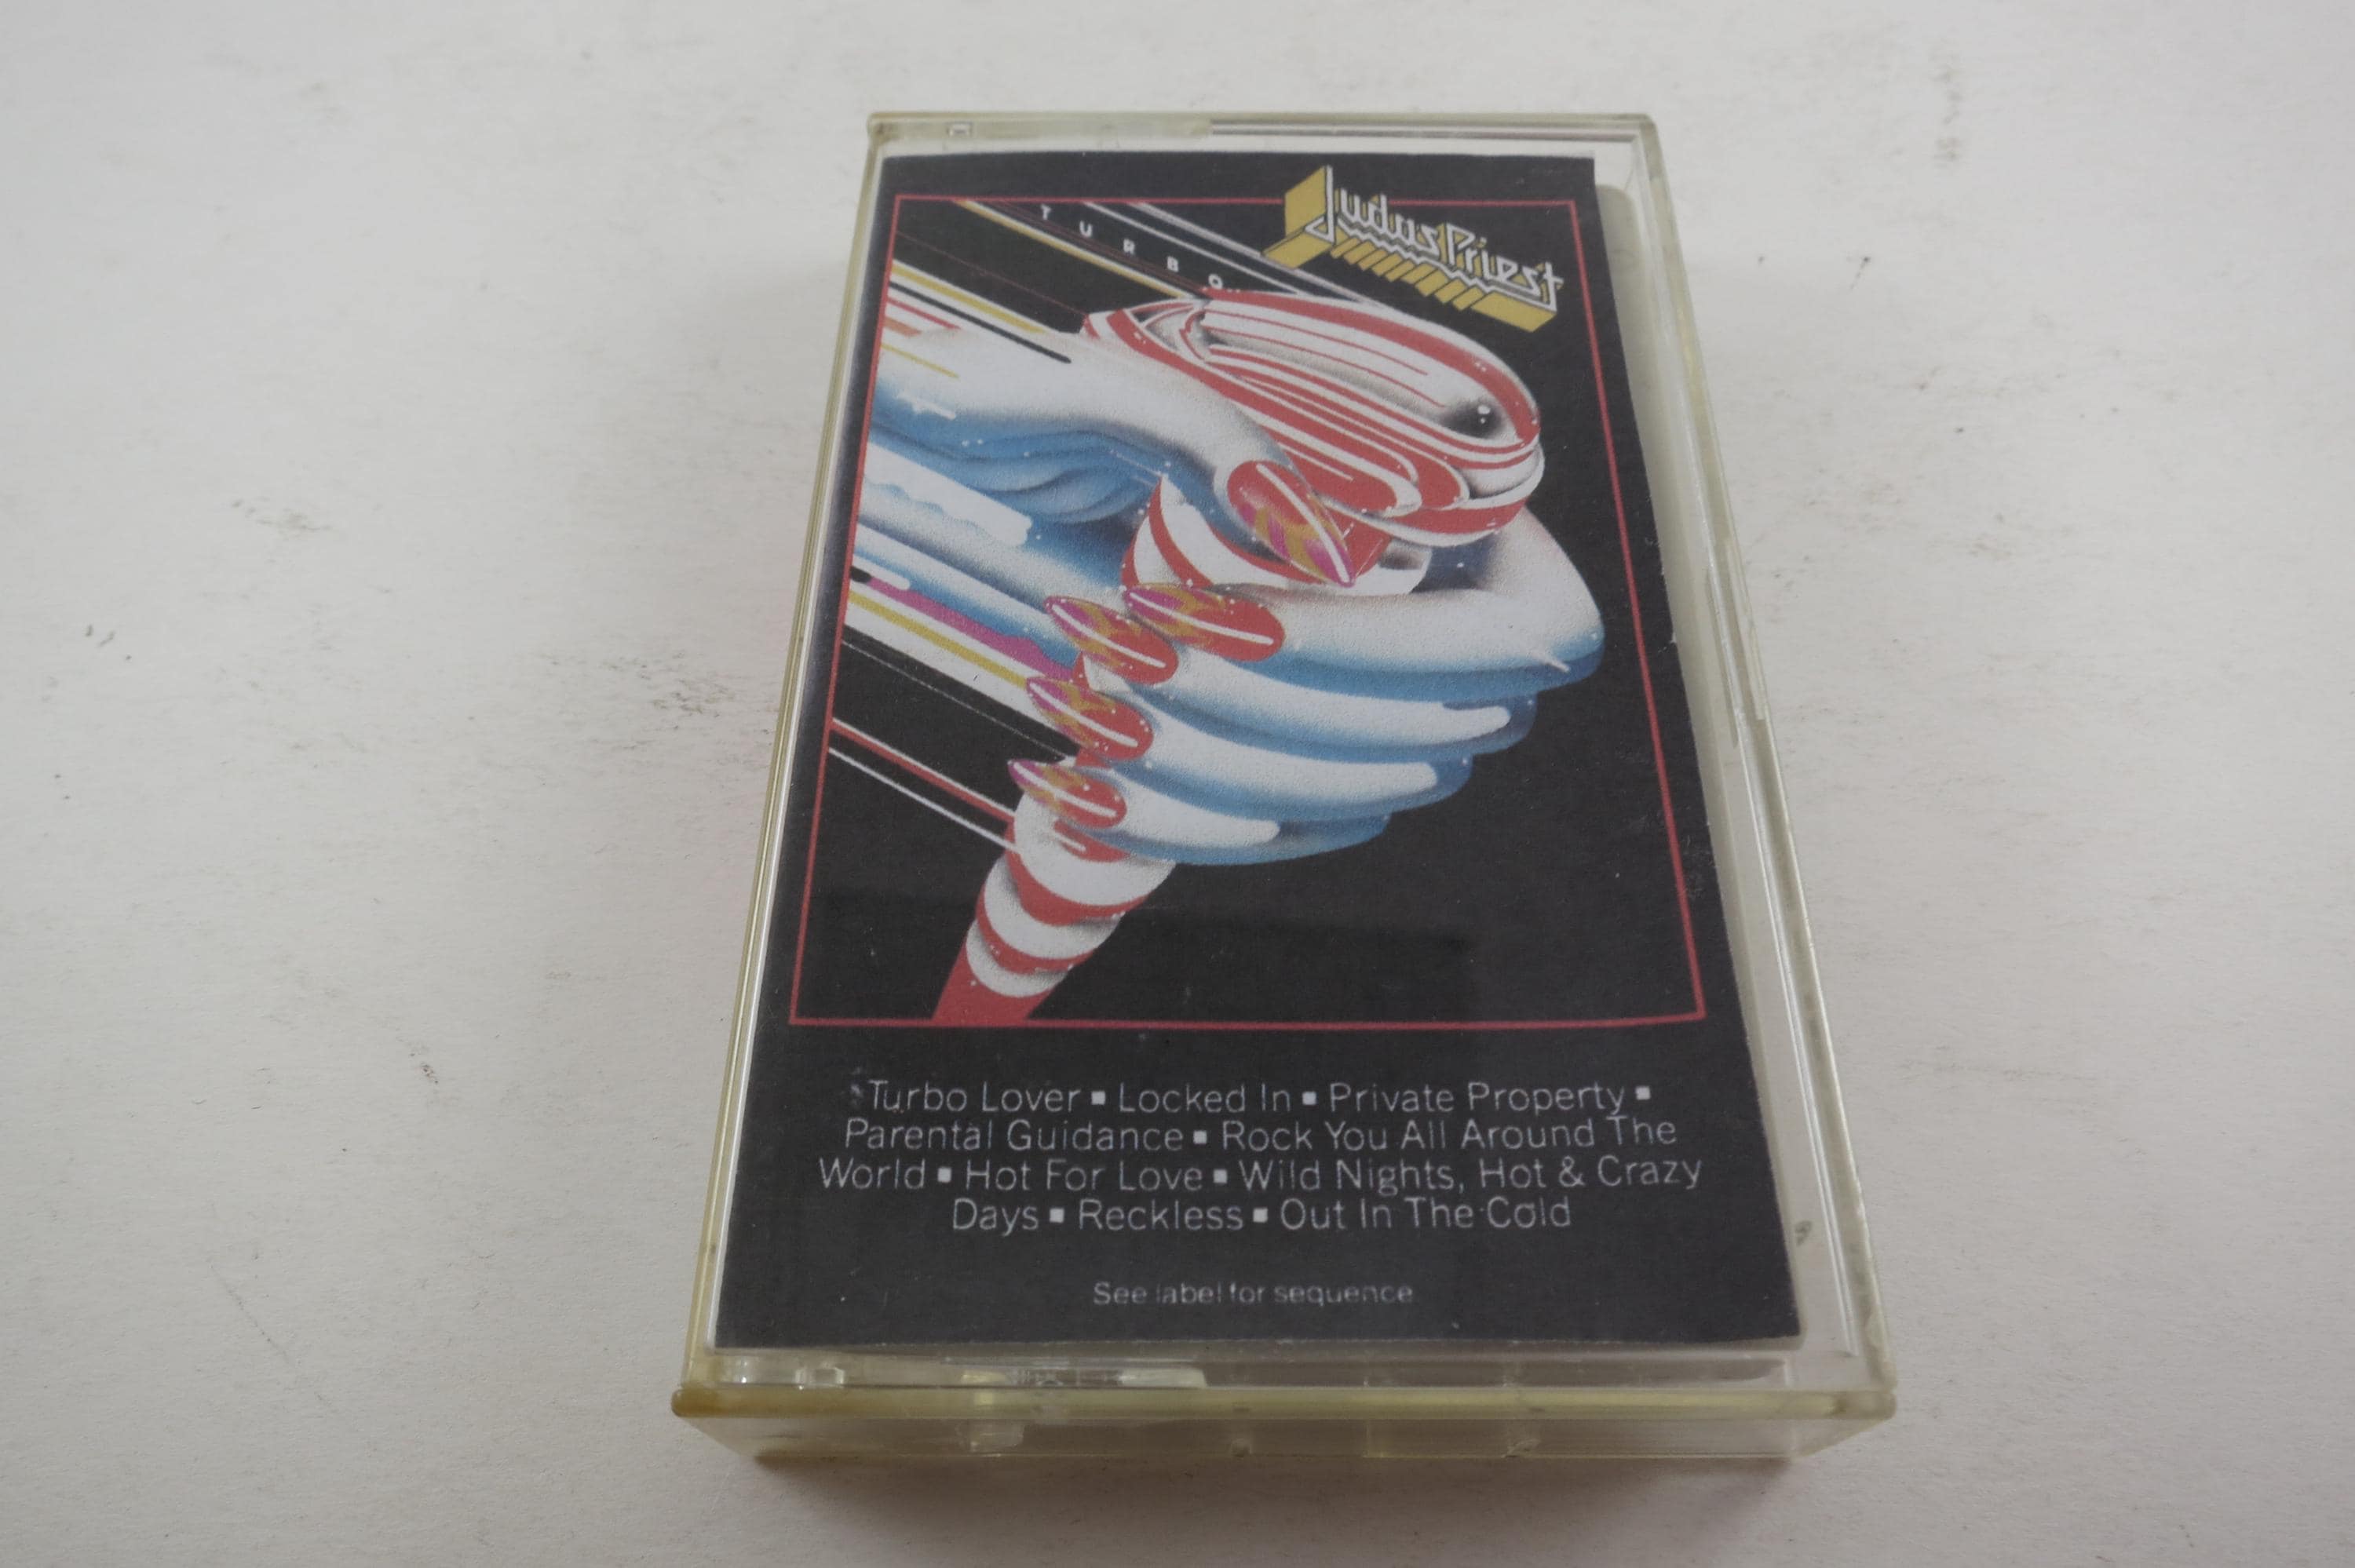 Judas Priest
TURBO
Turbo Lover ▪ Locked In ▪ Private Property ▪
Parental Guidance ▪ Rock You All Around The
World ▪ Hot For Love ▪ Wild Nights, Hot & Crazy
Days ▪ Reckless ▪ Out In The Cold
See label for sequence